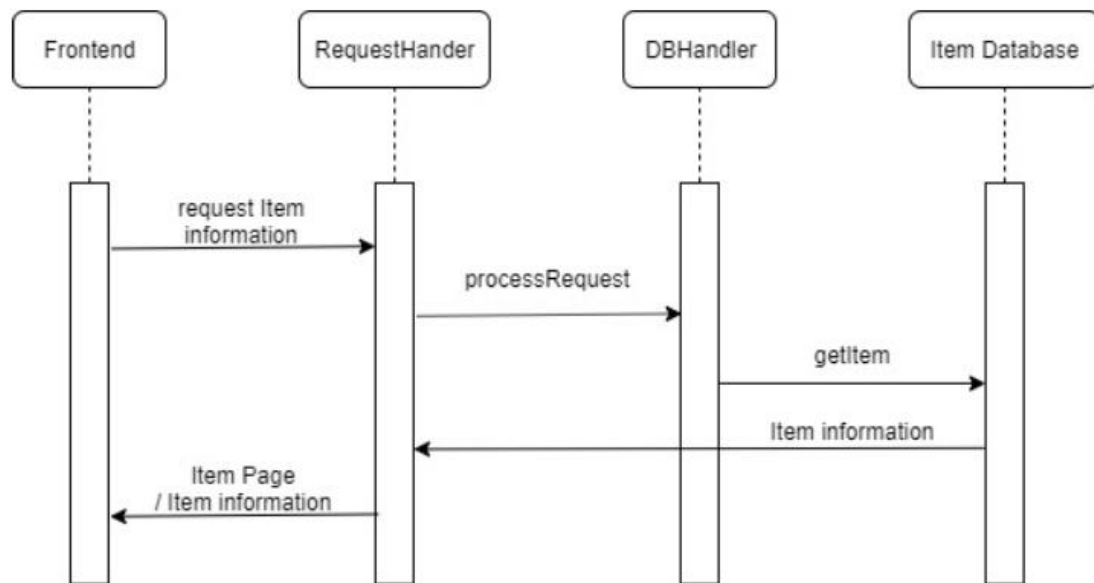 Frontend
RequestHander
DBHandler
Item Database
request Item
information
processRequest
getItem
Item information
Item Page
/ Item information